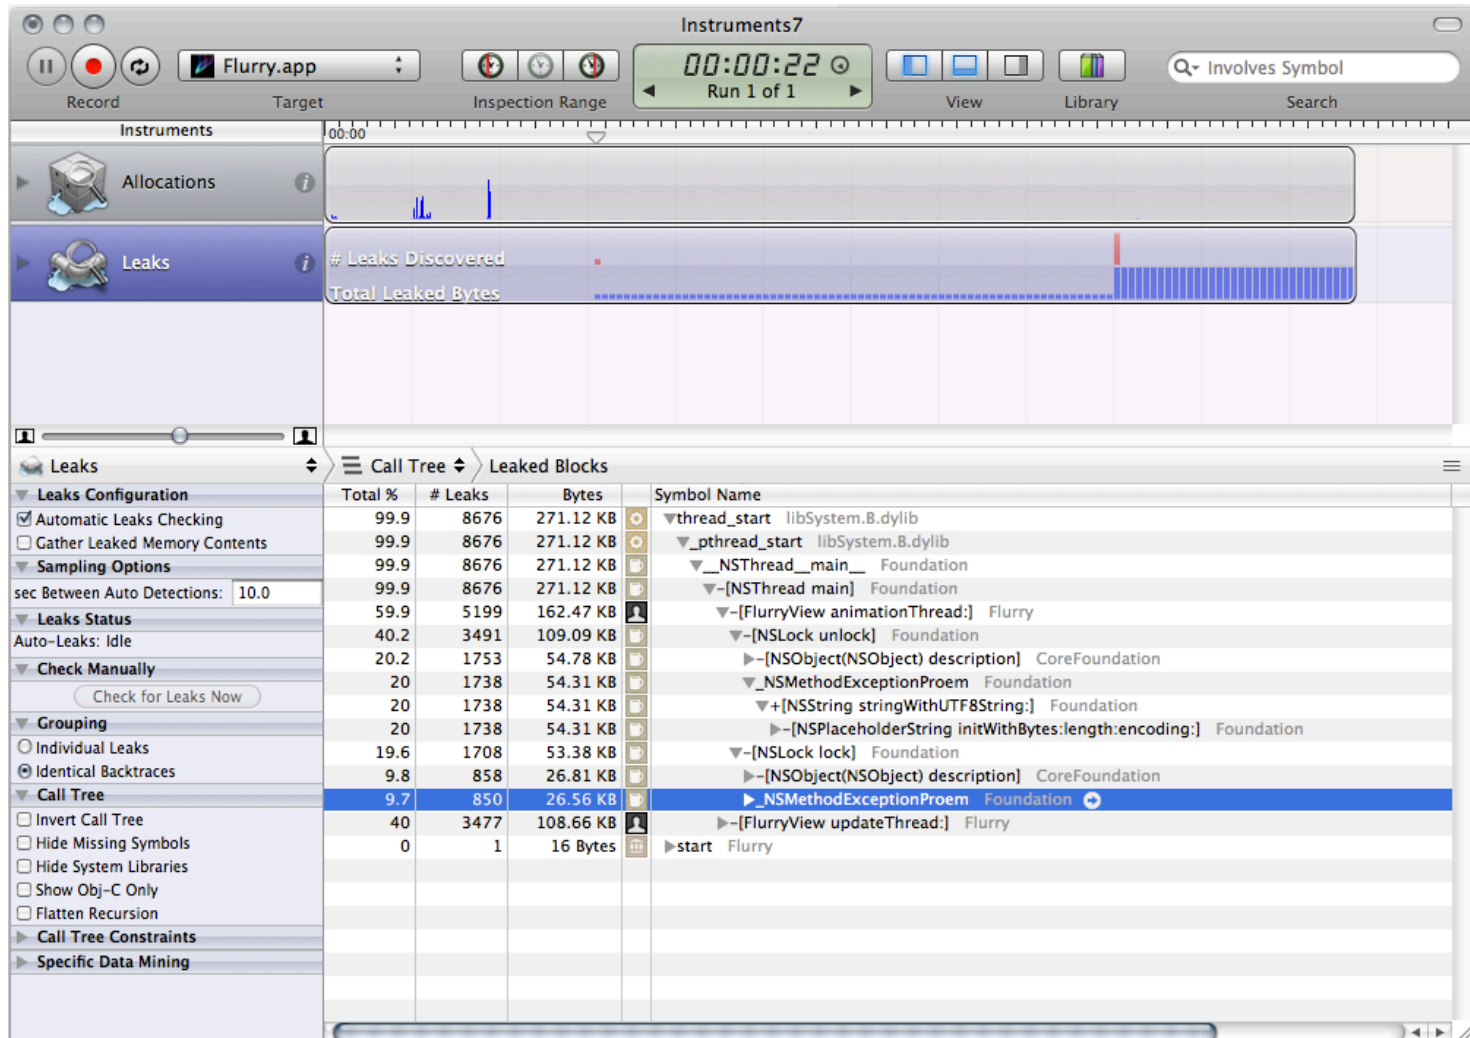 Instruments7
Flurry.app
00:00:22
Run 1 of 1
Involves Symbol
Record
Target
Inspection Range
View
Library
Search
Instruments
00:00
Allocations
Leaks
# Leaks Discovered
Total Leaked Bytes
Leaks
Call Tree
Leaked Blocks
Leaks Configuration
Automatic Leaks Checking
Gather Leaked Memory Contents
Sampling Options
sec Between Auto Detections: 10.0
Leaks Status
Auto-Leaks: Idle
Check Manually
Check for Leaks Now
Grouping
Individual Leaks
Identical Backtraces
Call Tree
Invert Call Tree
Hide Missing Symbols
Hide System Libraries
Show Obj-C Only
Flatten Recursion
Call Tree Constraints
Specific Data Mining
Total % # Leaks Bytes Symbol Name
99.9 8676 271.12 KB thread_start libSystem.B.dylib
99.9 8676 271.12 KB _pthread_start libSystem.B.dylib
99.9 8676 271.12 KB __NSThread__main__ Foundation
99.9 8676 271.12 KB -[NSThread main] Foundation
59.9 5199 162.47 KB -[FlurryView animationThread:] Flurry
40.2 3491 109.09 KB -[NSLock unlock] Foundation
20.2 1753 54.78 KB -[NSObject(NSObject) description] CoreFoundation
20 1738 54.31 KB _NSMethodExceptionProem Foundation
20 1738 54.31 KB +[NSString stringWithUTF8String:] Foundation
20 1738 54.31 KB -[NSPlaceholderString initWithBytes:length:encoding:] Foundation
19.6 1708 53.38 KB -[NSLock lock] Foundation
9.8 858 26.81 KB -[NSObject(NSObject) description] CoreFoundation
9.7 850 26.56 KB _NSMethodExceptionProem Foundation
40 3477 108.66 KB -[FlurryView updateThread:] Flurry
0 1 16 Bytes start Flurry